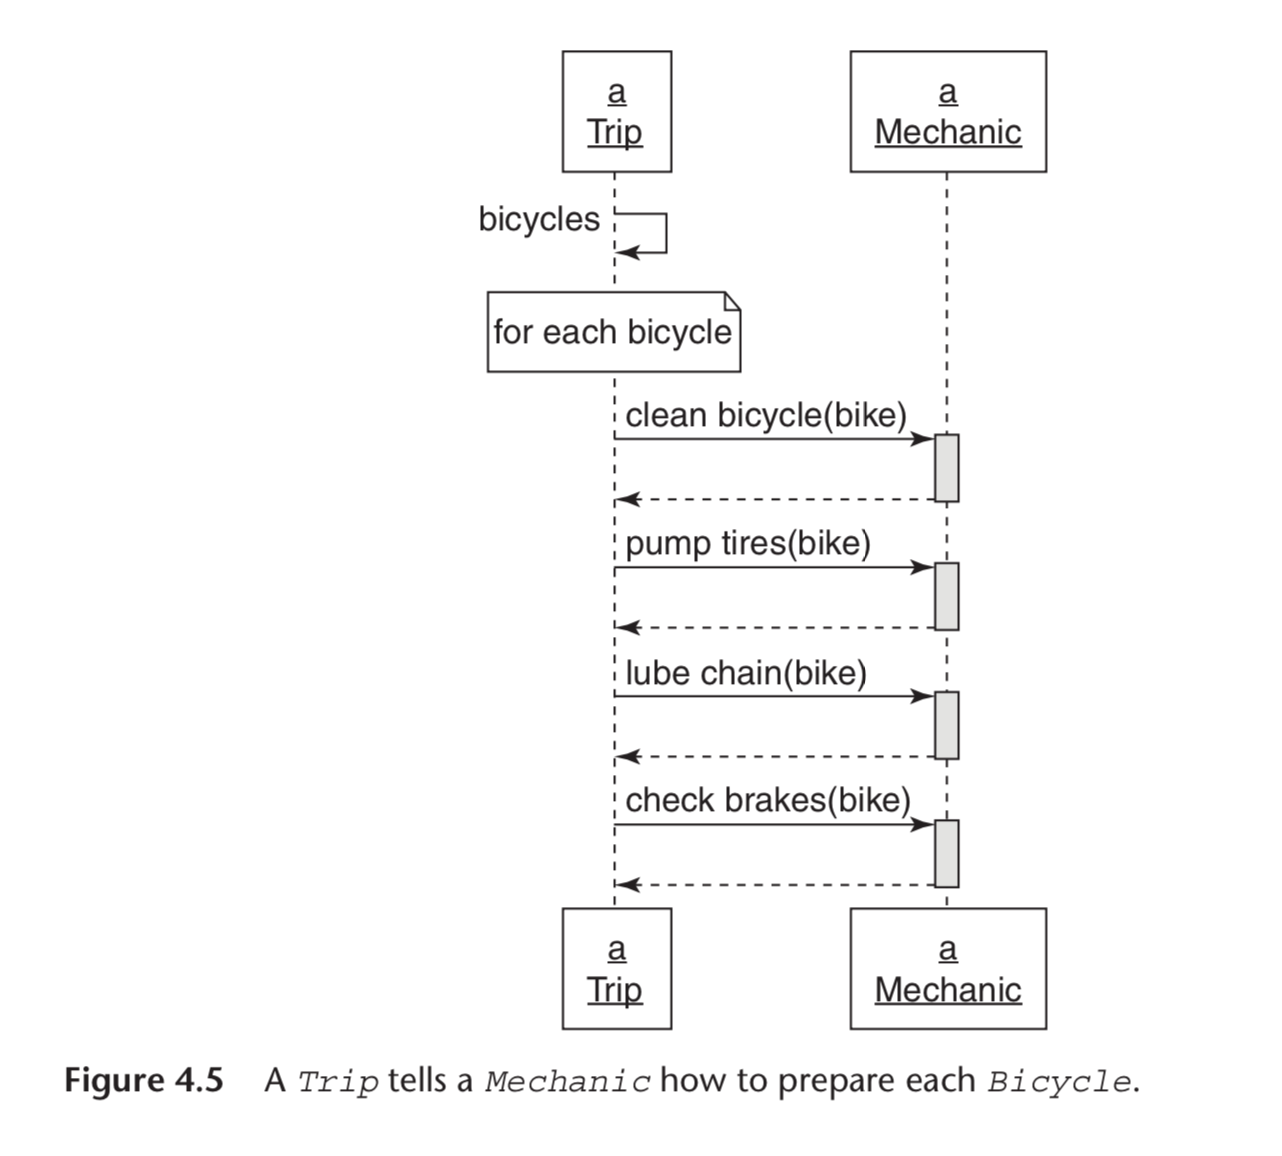 a
Trip
a
Mechanic
bicycles
for each bicycle
clean bicycle(bike)
pump tires(bike)
lube chain(bike)
check brakes(bike)
a
Trip
a
Mechanic
Figure 4.5 A Trip tells a Mechanic how to prepare each Bicycle.